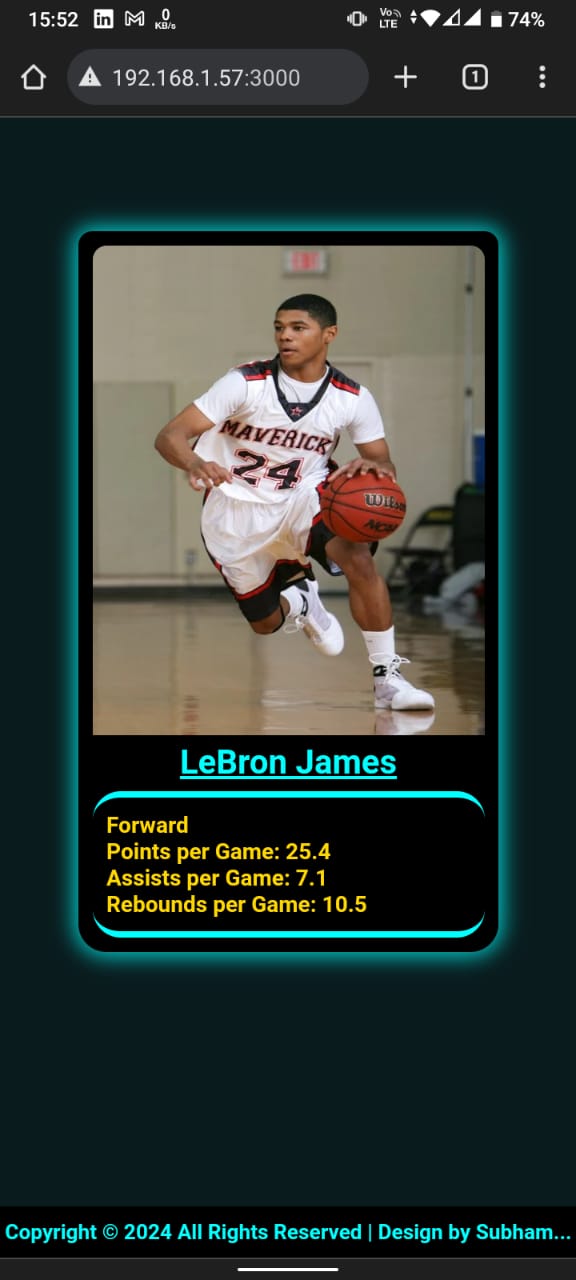 15:52
in
0
KB/s
Vo
LTE
74%
192.168.1.57:3000
1
EXIT
MAVERICK
24
Wilson
NCAA
LeBron James
Forward
Points per Game: 25.4
Assists per Game: 7.1
Rebounds per Game: 10.5
Copyright © 2024 All Rights Reserved | Design by Subham...